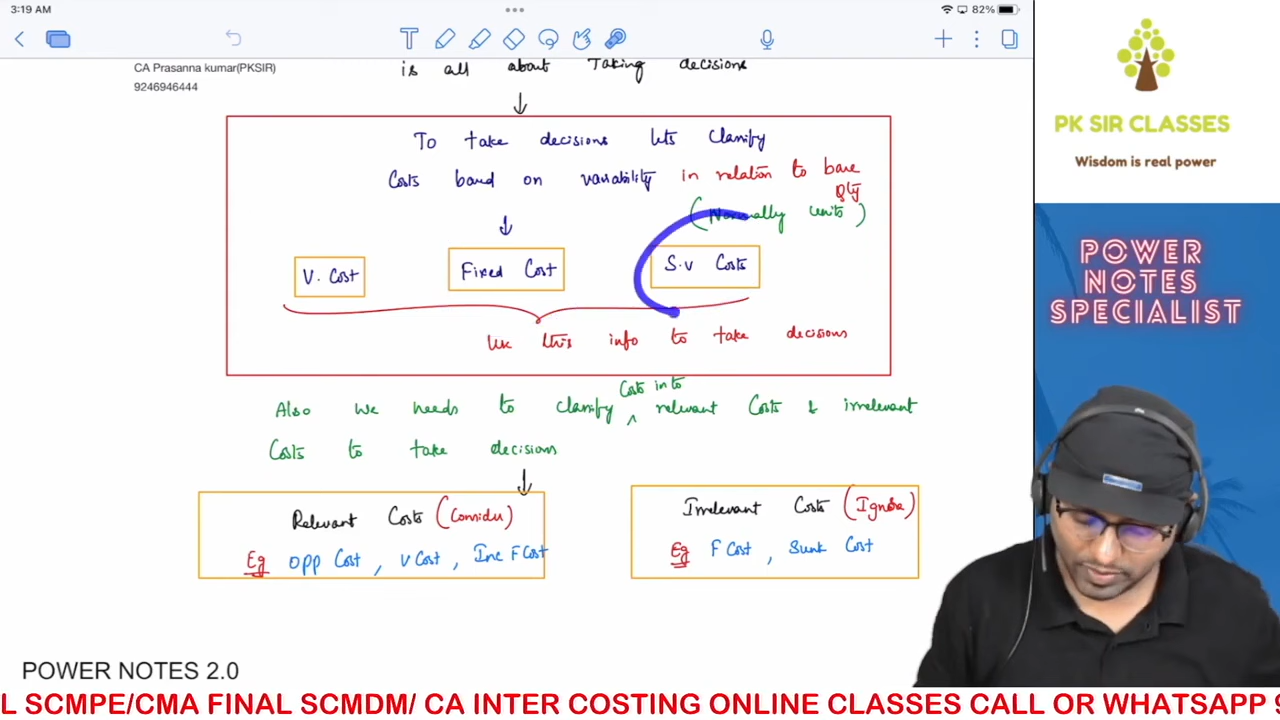 3:19 AM
82%
CA Prasanna kumar(PKSIR)
9246946444
is all about Taking decisions
To take decisions lets Classify
Costs based on variability in relation to base
Qty
(Normally units)
V. Cost
Fixed Cost
S.V Costs
Use this info to take decisions
Cost into
Also we needs to classify ^ relevant Costs & irrelevant
Costs to take decisions
Relevant Costs (Consider)
Eg Opp Cost, V Cost, Inc F Cost
Irrelevant Costs (Ignore)
Eg F Cost, Sunk Cost
POWER NOTES 2.0
PK SIR CLASSES
Wisdom is real power
POWER
NOTES
SPECIALIST
L SCMPE/CMA FINAL SCMDM/ CA INTER COSTING ONLINE CLASSES CALL OR WHATSAPP